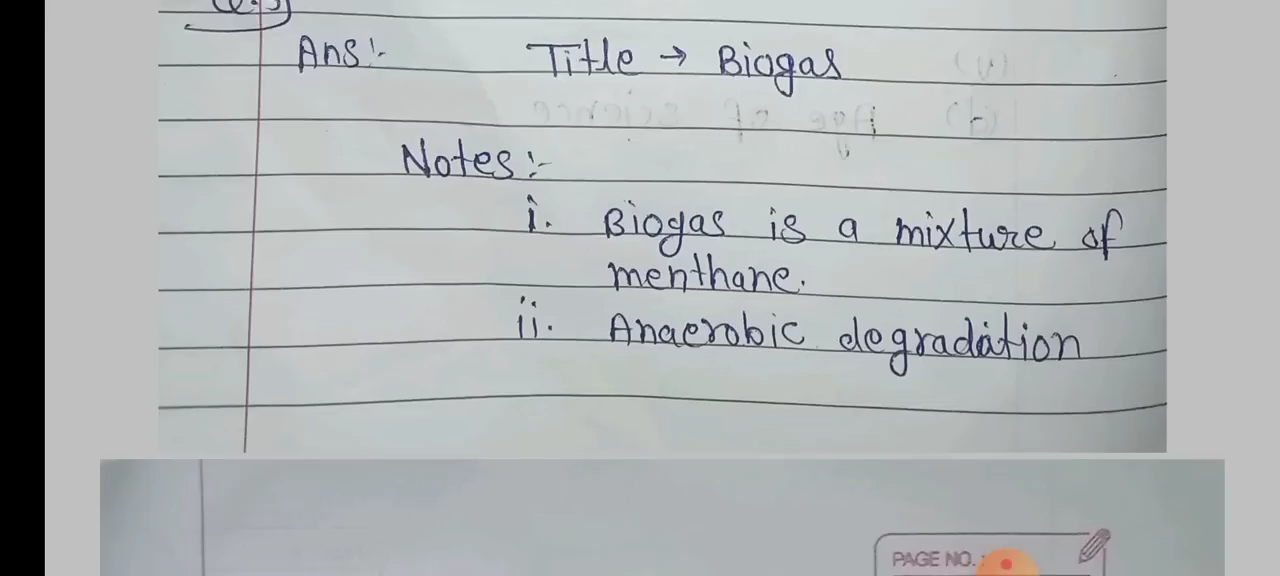 Ans:- Title → Biogas
Notes:-
i. Biogas is a mixture of
menthane.
ii. Anaerobic degradation
PAGE NO.: